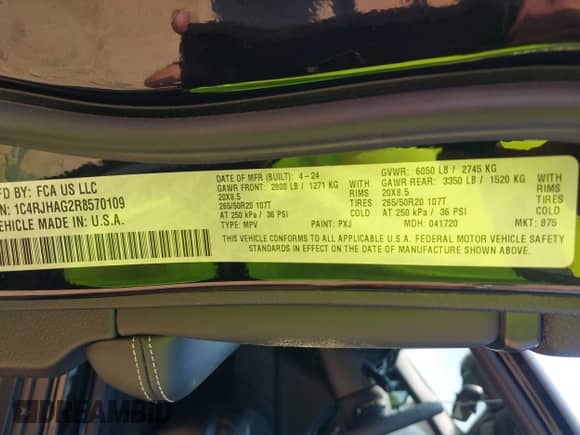 MFD BY: FCA US LLC
VIN: 1C4RJHAG2R8570109
VEHICLE MADE IN U.S.A.
DATE OF MFR (BUILT): 4-24
GAWR FRONT: 2800 LB / 1271 KG WITH
20X8.5 RIMS
265/50R20 107T TIRES
AT 250 kPa / 36 PSI COLD
TYPE: MPV PAINT: PXJ
GVWR: 6050 LB / 2745 KG
GAWR REAR: 3350 LB / 1520 KG WITH
20X8.5 RIMS
265/50R20 107T TIRES
AT 250 kPa / 36 PSI COLD
MDH: 041720 MKT: 875
THIS VEHICLE CONFORMS TO ALL APPLICABLE U.S.A. FEDERAL MOTOR VEHICLE SAFETY
STANDARDS IN EFFECT ON THE DATE OF MANUFACTURE SHOWN ABOVE.
DREAMBID